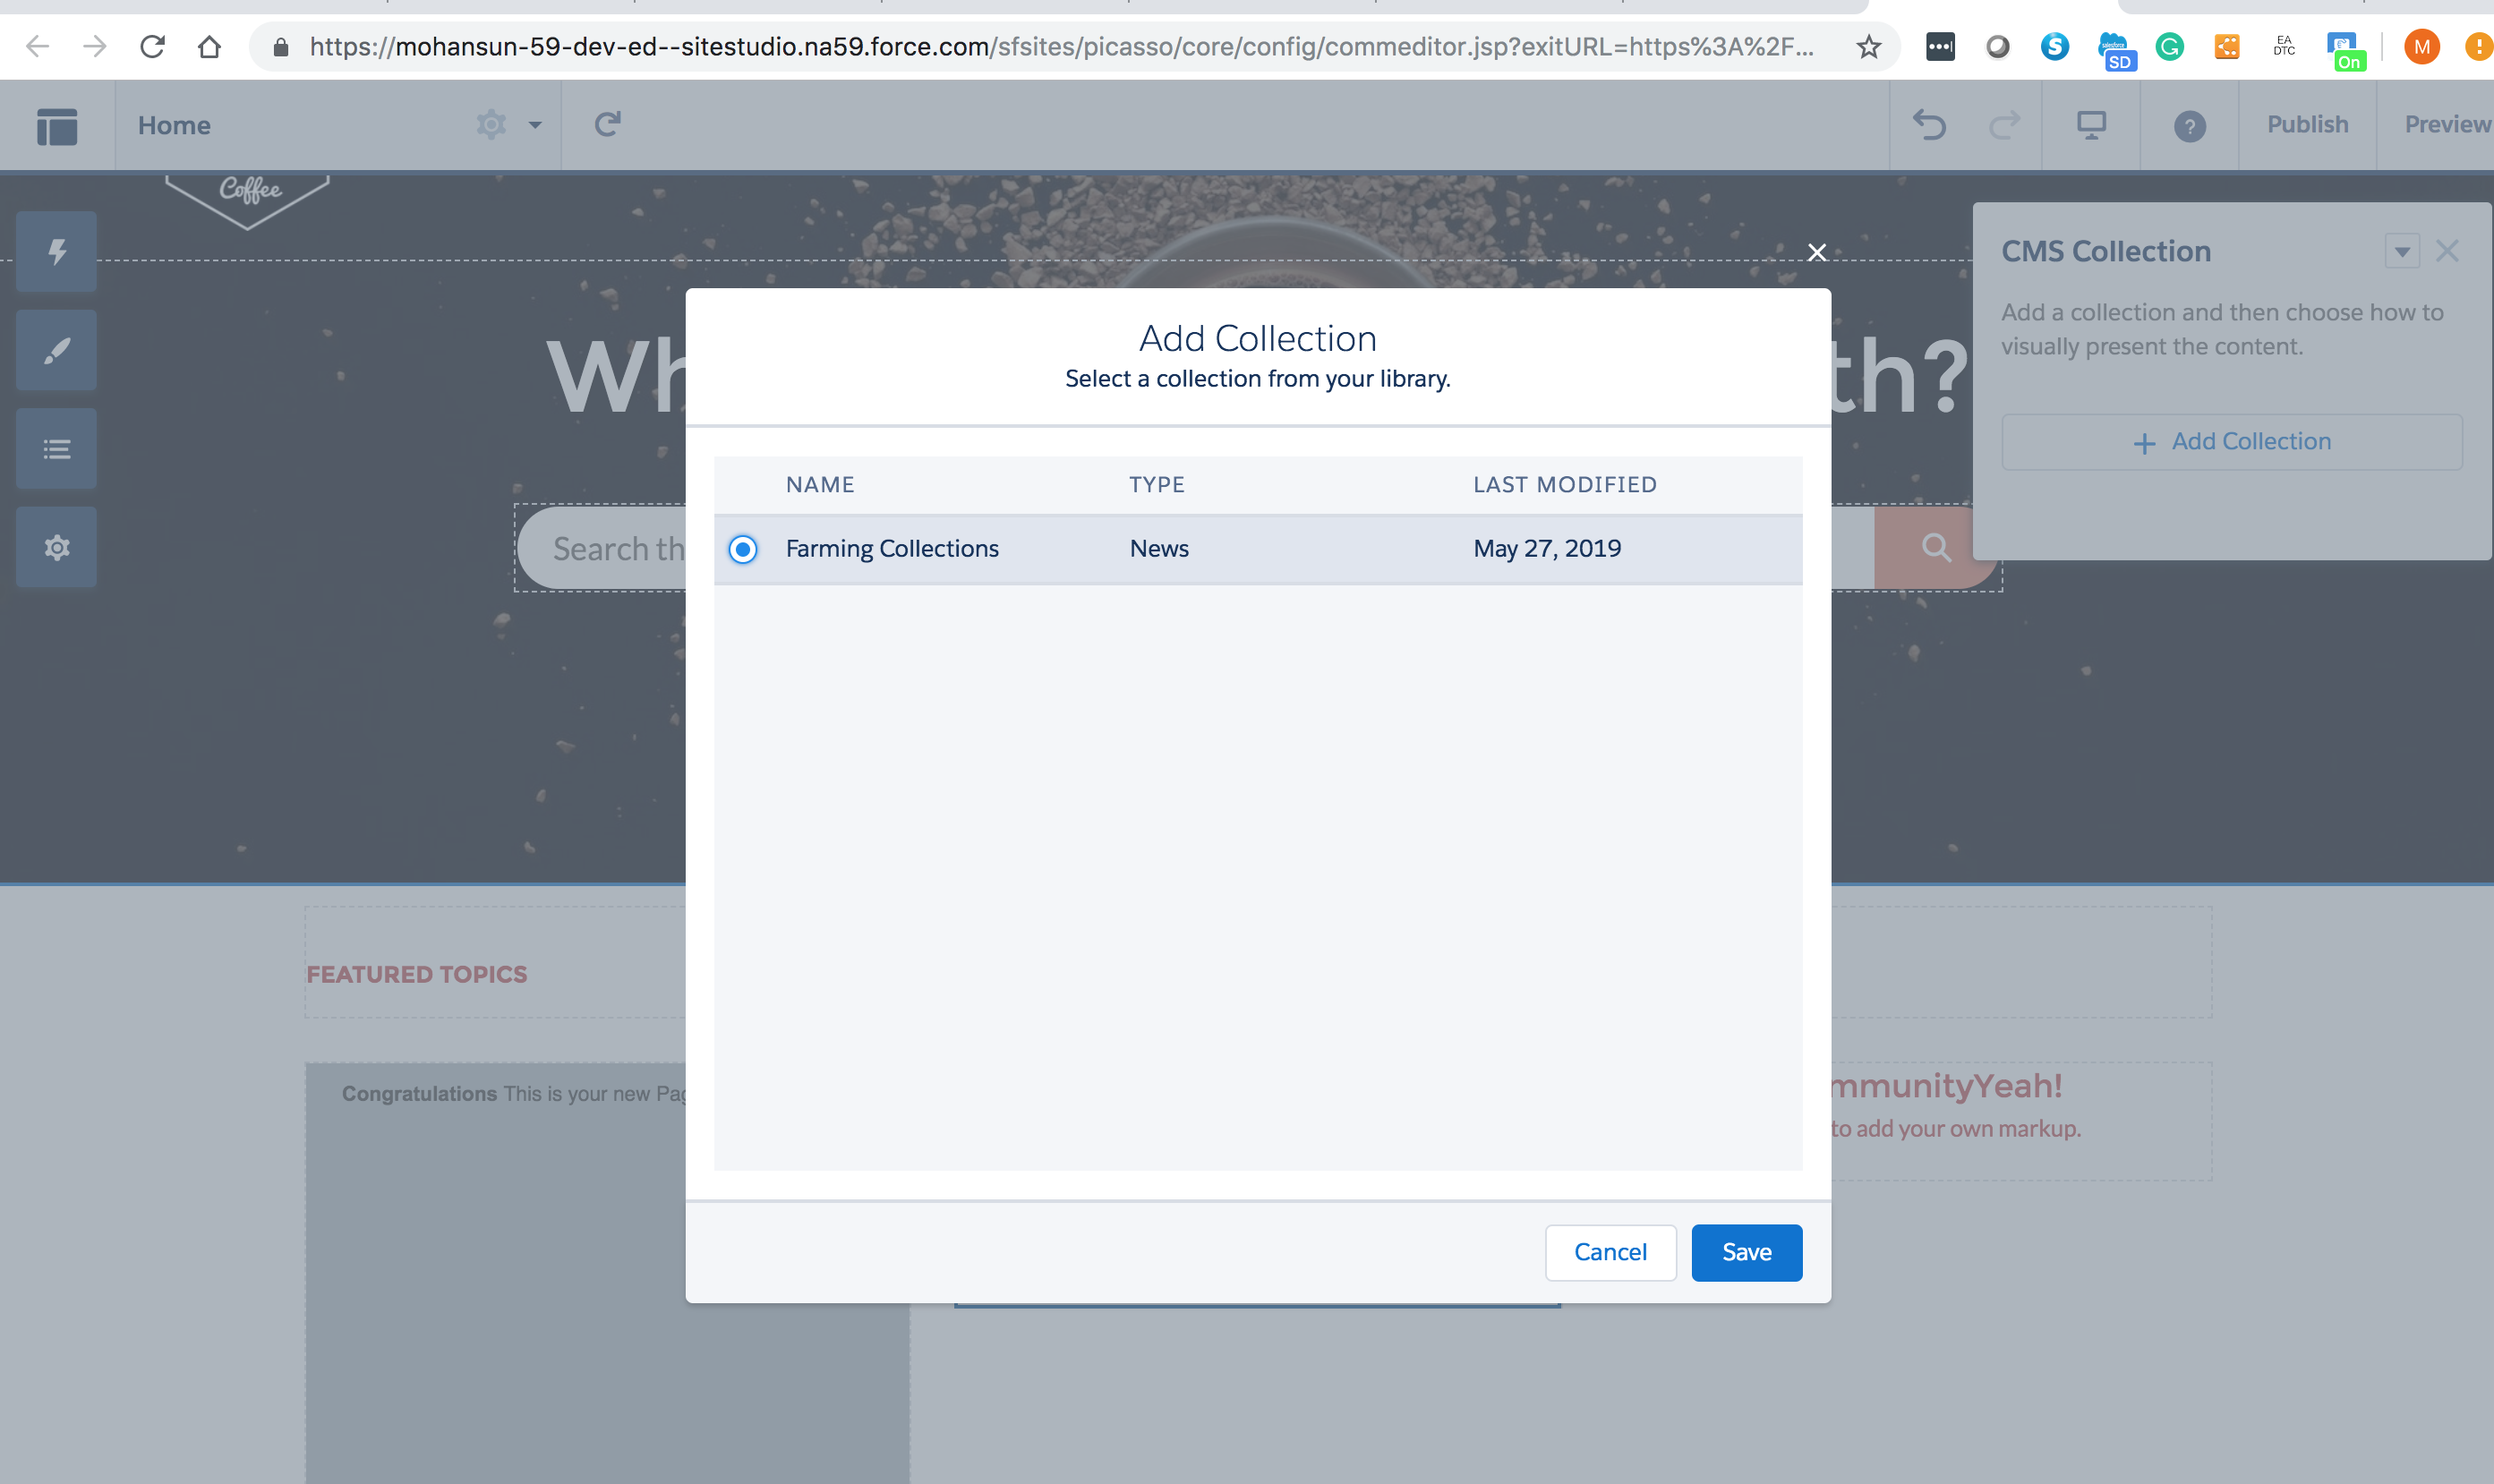 https://mohansun-59-dev-ed--sitestudio.na59.force.com/sfsites/picasso/core/config/commeditor.jsp?exitURL=https%3A%2F...
SD
EA
DTC
On
M
Home
Publish
Preview
Coffee
CMS Collection
Add a collection and then choose how to
visually present the content.
+ Add Collection
Wh
th?
Search th
Add Collection
Select a collection from your library.
NAME TYPE LAST MODIFIED
Farming Collections News May 27, 2019
Cancel Save
FEATURED TOPICS
Congratulations This is your new Pag
mmunityYeah!
to add your own markup.